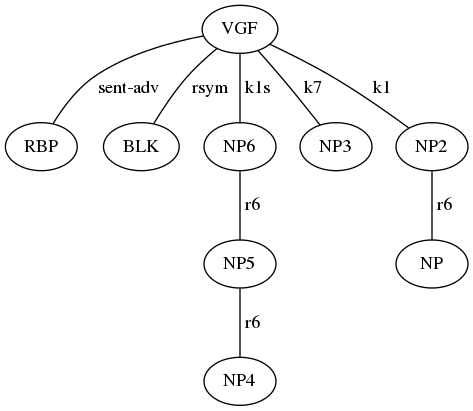 VGF
sent-adv rsym k1s k7 k1
RBP BLK NP6 NP3 NP2
r6 r6
NP5 NP
r6
NP4